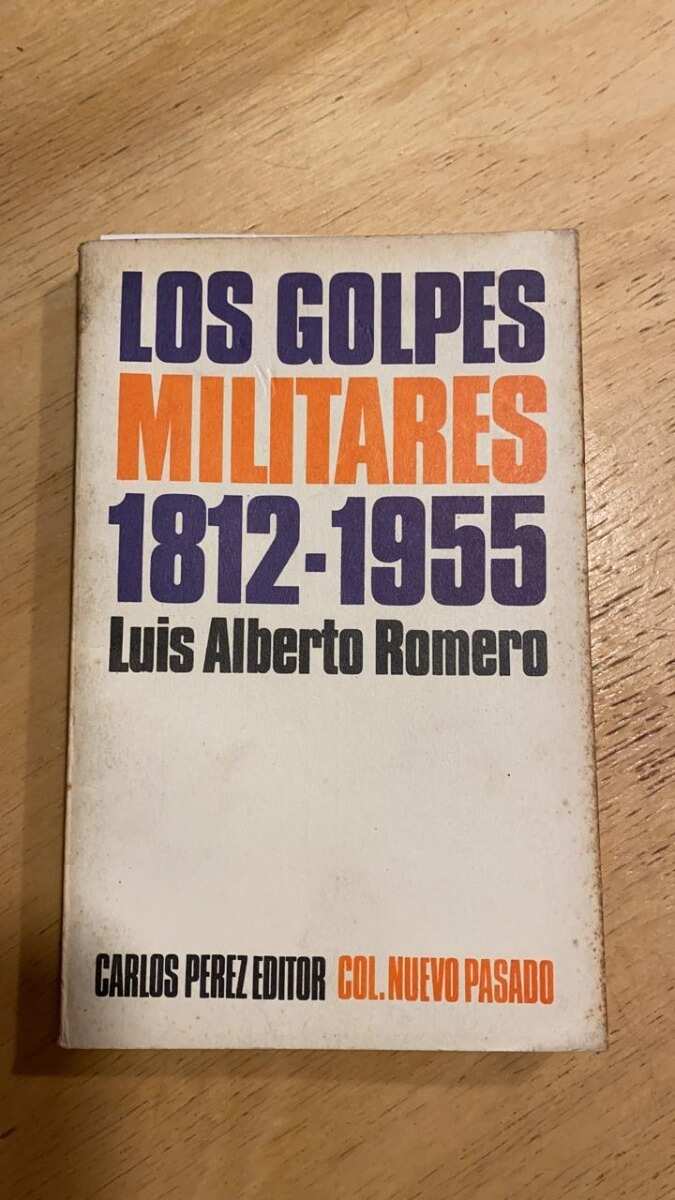 LOS GOLPES
MILITARES
1812-1955
Luis Alberto Romero
CARLOS PEREZ EDITOR COL. NUEVO PASADO